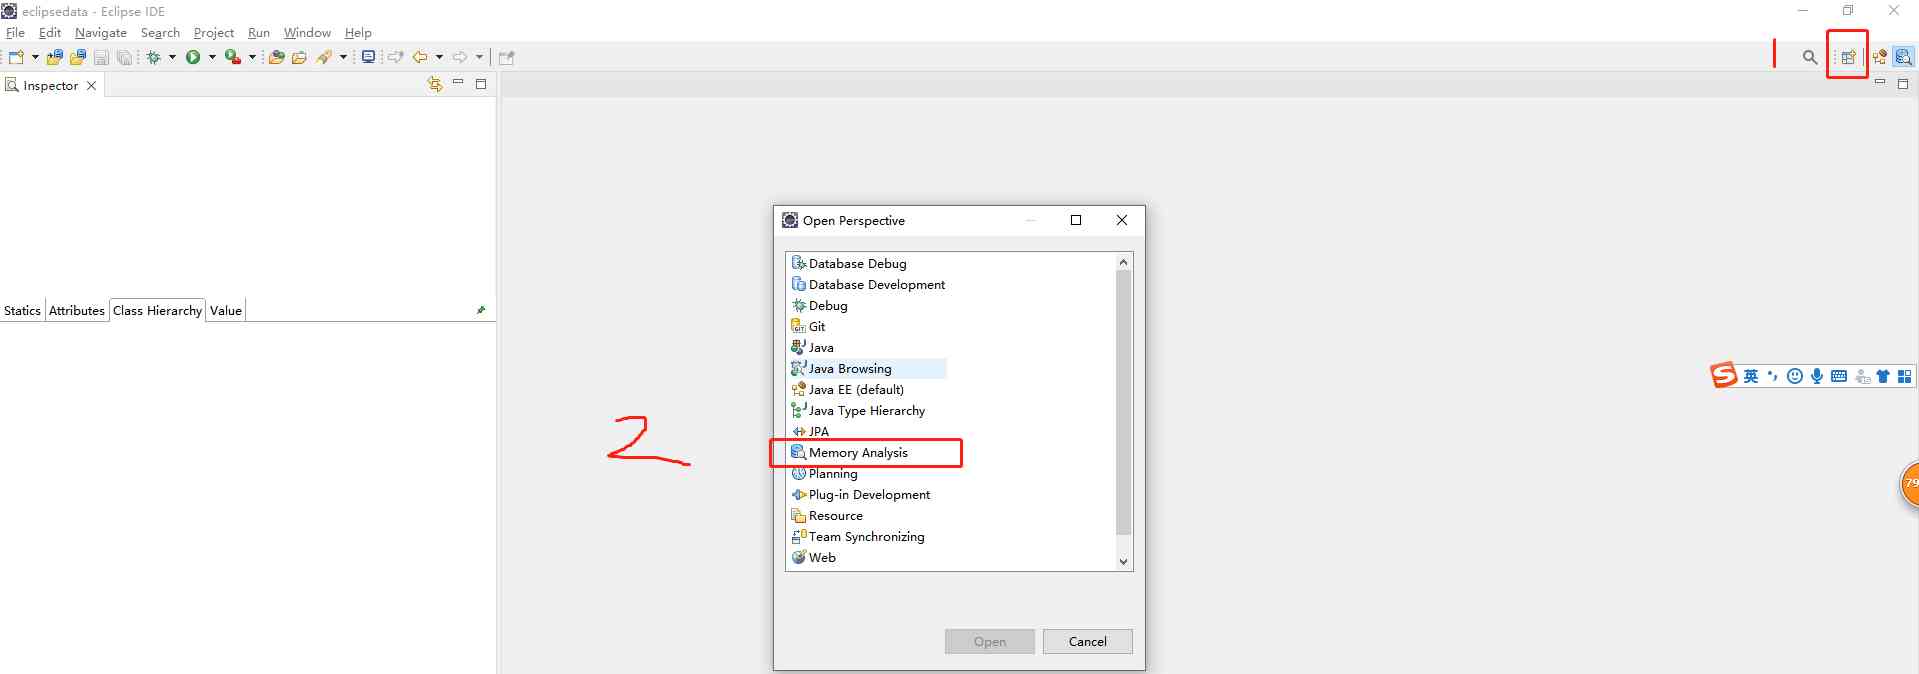 eclipsedata - Eclipse IDE
File Edit Navigate Search Project Run Window Help
1
Inspector
Statics Attributes Class Hierarchy Value
Open Perspective
Database Debug
Database Development
Debug
Git
Java
Java Browsing
Java EE (default)
Java Type Hierarchy
JPA
Memory Analysis
Planning
Plug-in Development
Resource
Team Synchronizing
Web
Open Cancel
2
英
79